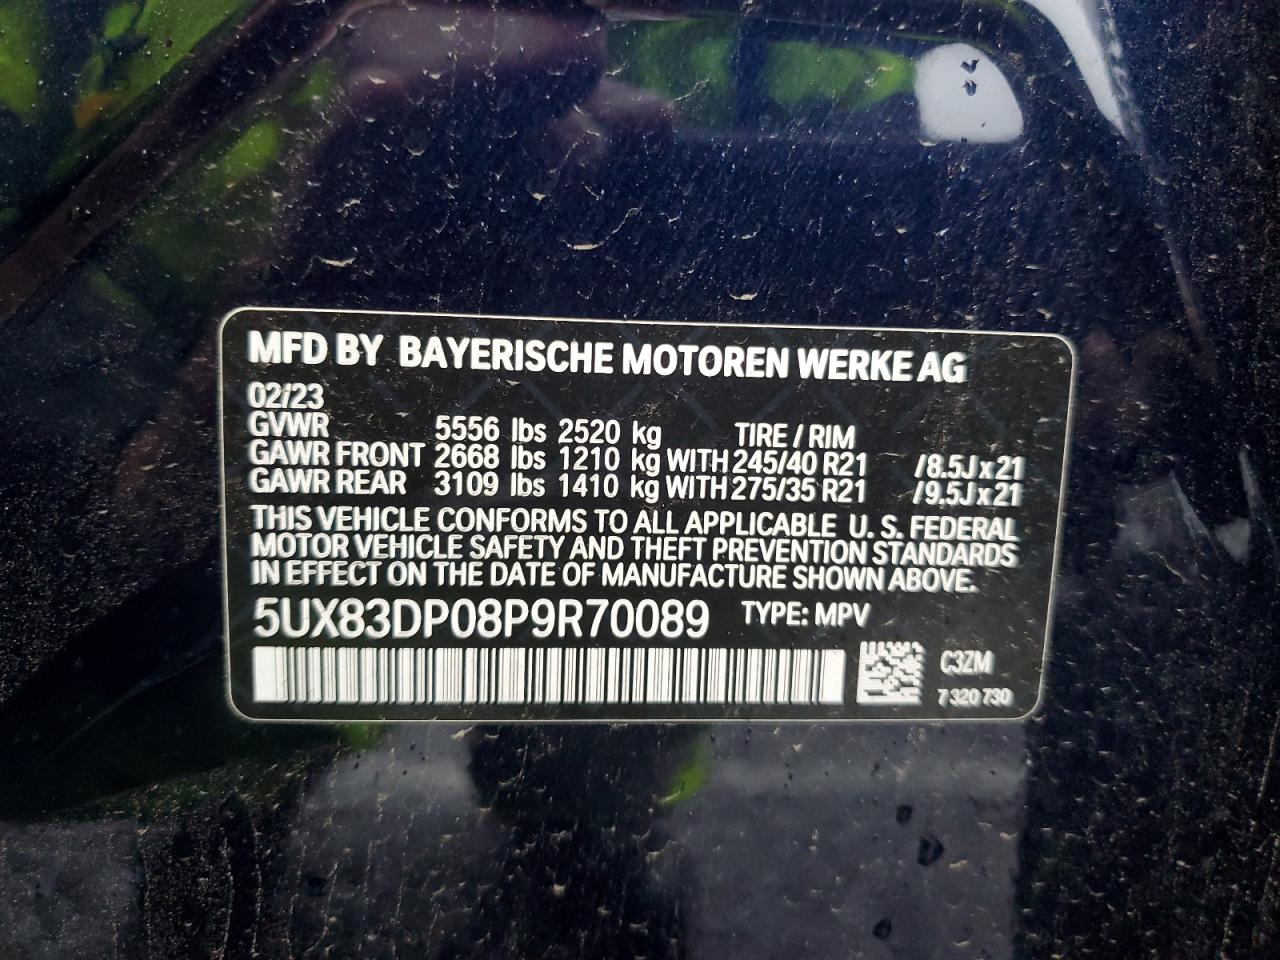 MFD BY BAYERISCHE MOTOREN WERKE AG
02/23
GVWR 5556 lbs 2520 kg TIRE / RIM
GAWR FRONT 2668 lbs 1210 kg WITH 245/40 R21 /8.5J x 21
GAWR REAR 3109 lbs 1410 kg WITH 275/35 R21 /9.5J x 21
THIS VEHICLE CONFORMS TO ALL APPLICABLE U. S. FEDERAL
MOTOR VEHICLE SAFETY AND THEFT PREVENTION STANDARDS
IN EFFECT ON THE DATE OF MANUFACTURE SHOWN ABOVE.
5UX83DP08P9R70089 TYPE: MPV
C3ZM
7 320 730